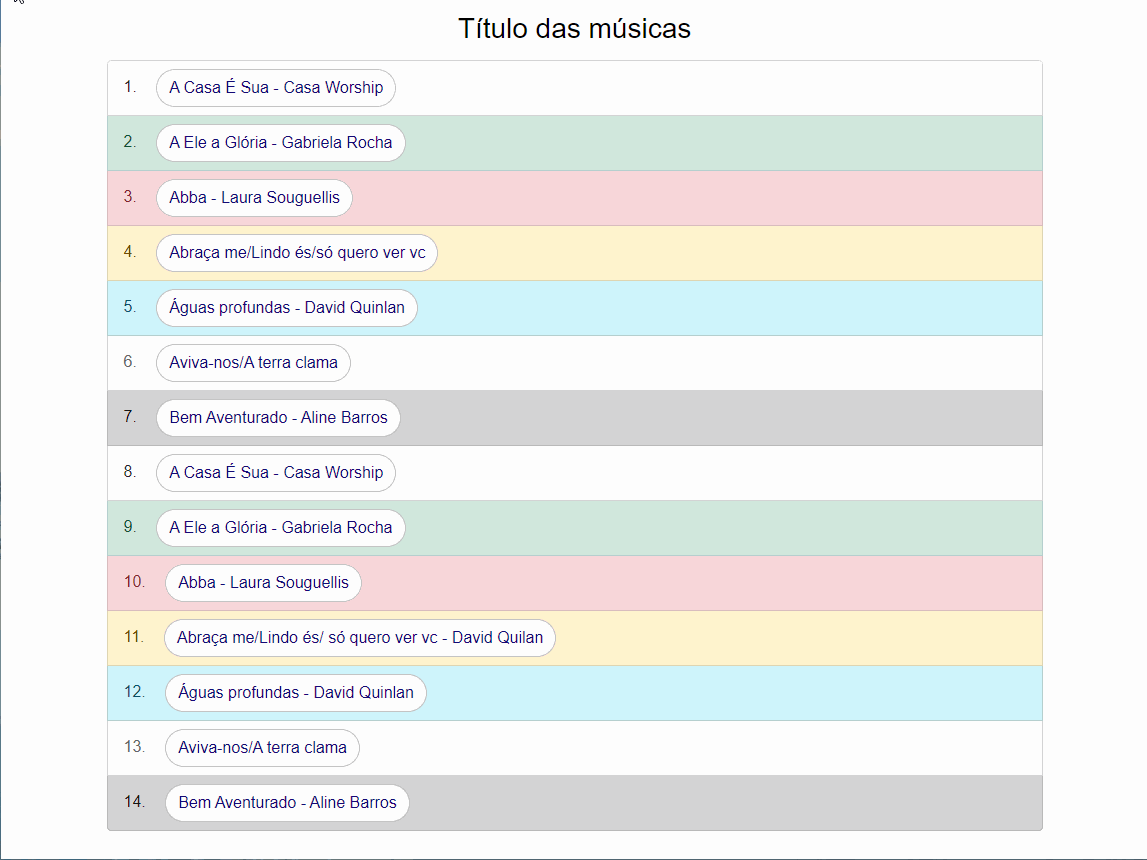 Título das músicas
1. A Casa É Sua - Casa Worship
2. A Ele a Glória - Gabriela Rocha
3. Abba - Laura Souguellis
4. Abraça me/Lindo és/só quero ver vc
5. Águas profundas - David Quinlan
6. Aviva-nos/A terra clama
7. Bem Aventurado - Aline Barros
8. A Casa É Sua - Casa Worship
9. A Ele a Glória - Gabriela Rocha
10. Abba - Laura Souguellis
11. Abraça me/Lindo és/ só quero ver vc - David Quilan
12. Águas profundas - David Quinlan
13. Aviva-nos/A terra clama
14. Bem Aventurado - Aline Barros